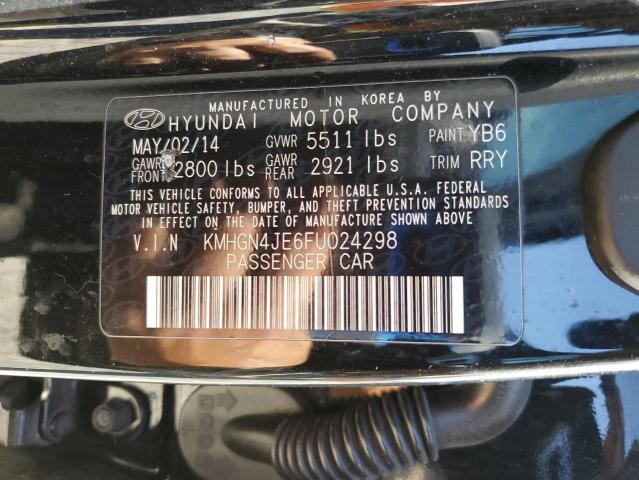 MANUFACTURED IN KOREA BY
HYUNDAI MOTOR COMPANY
MAY/02/14 GVWR 5511 lbs PAINT YB6
GAWR FRONT 2800 lbs GAWR REAR 2921 lbs TRIM RRY
THIS VEHICLE CONFORMS TO ALL APPLICABLE U.S.A. FEDERAL
MOTOR VEHICLE SAFETY, BUMPER, AND THEFT PREVENTION STANDARDS
IN EFFECT ON THE DATE OF MANUFACTURE SHOWN ABOVE.
V.I.N KMHGN4JE6FU024298
PASSENGER CAR